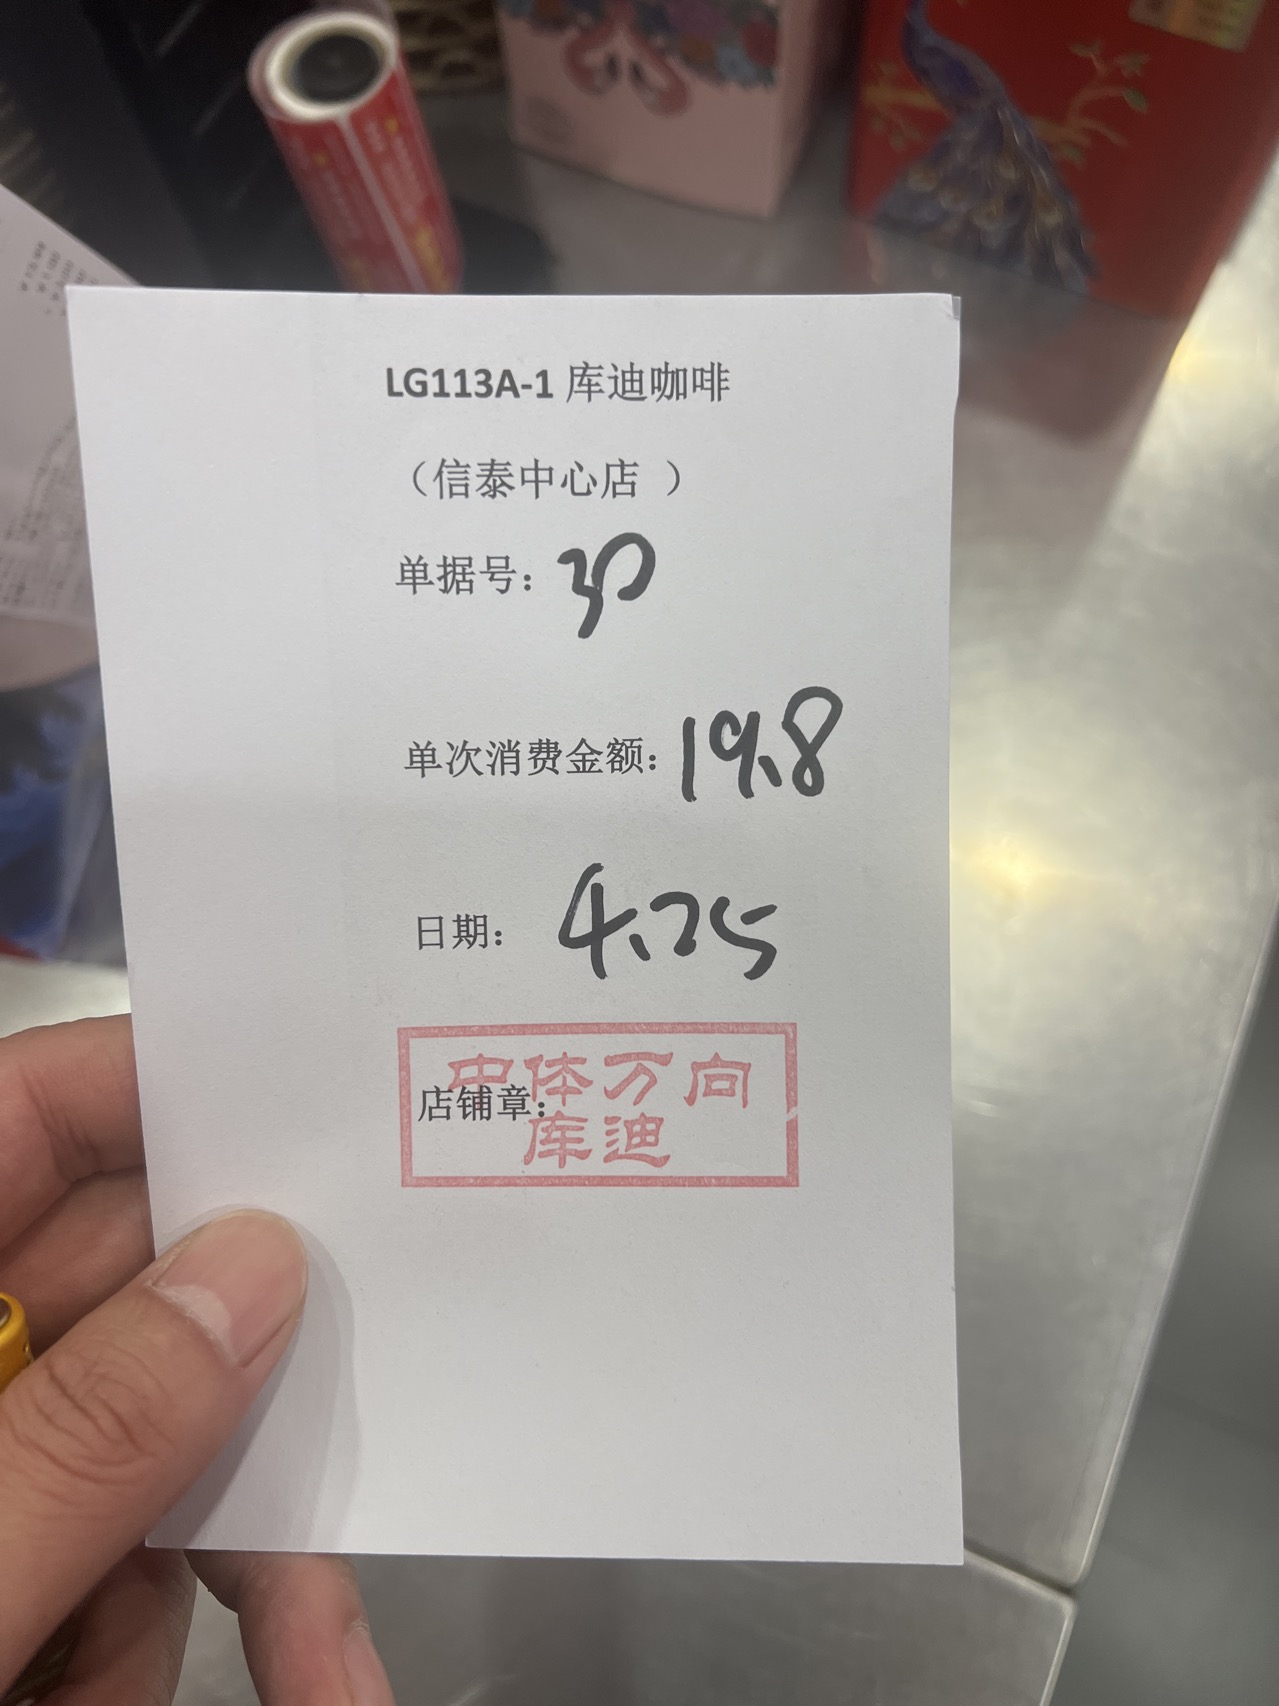 LG113A-1 库迪咖啡
（信泰中心店 ）
单据号：30
单次消费金额：19.8
日期：4.25
店铺章：
中体万向
库迪